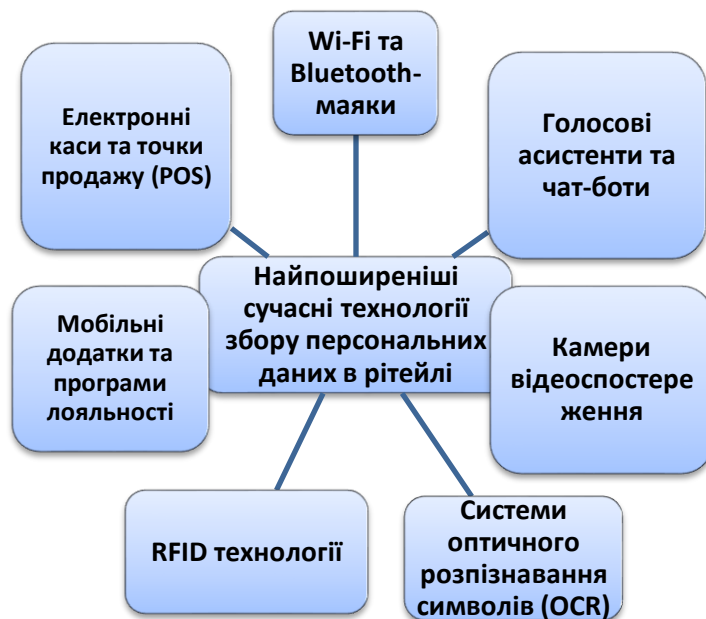 Wi-Fi та
Bluetooth-
маяки
Електронні
каси та точки
продажу (POS)
Голосові
асистенти та
чат-боти
Найпоширеніші
сучасні технології
збору персональних
даних в рітейлі
Мобільні
додатки та
програми
лояльності
Камери
відеоспостере
ження
RFID технології
Системи
оптичного
розпізнавання
символів (OCR)